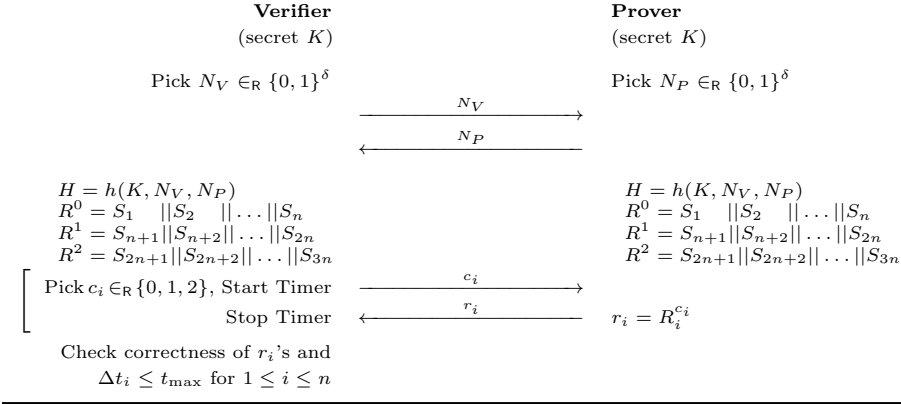 Verifier Prover
(secret K) (secret K)
Pick N_V ∈_R {0, 1}^δ Pick N_P ∈_R {0, 1}^δ
N_V
N_P
H = h(K, N_V, N_P) H = h(K, N_V, N_P)
R^0 = S_1 ||S_2 || . . . ||S_n R^0 = S_1 ||S_2 || . . . ||S_n
R^1 = S_{n+1}||S_{n+2}|| . . . ||S_{2n} R^1 = S_{n+1}||S_{n+2}|| . . . ||S_{2n}
R^2 = S_{2n+1}||S_{2n+2}|| . . . ||S_{3n} R^2 = S_{2n+1}||S_{2n+2}|| . . . ||S_{3n}
Pick c_i ∈_R {0, 1, 2}, Start Timer c_i
Stop Timer r_i r_i = R_i^{c_i}
Check correctness of r_i's and
Δt_i ≤ t_max for 1 ≤ i ≤ n